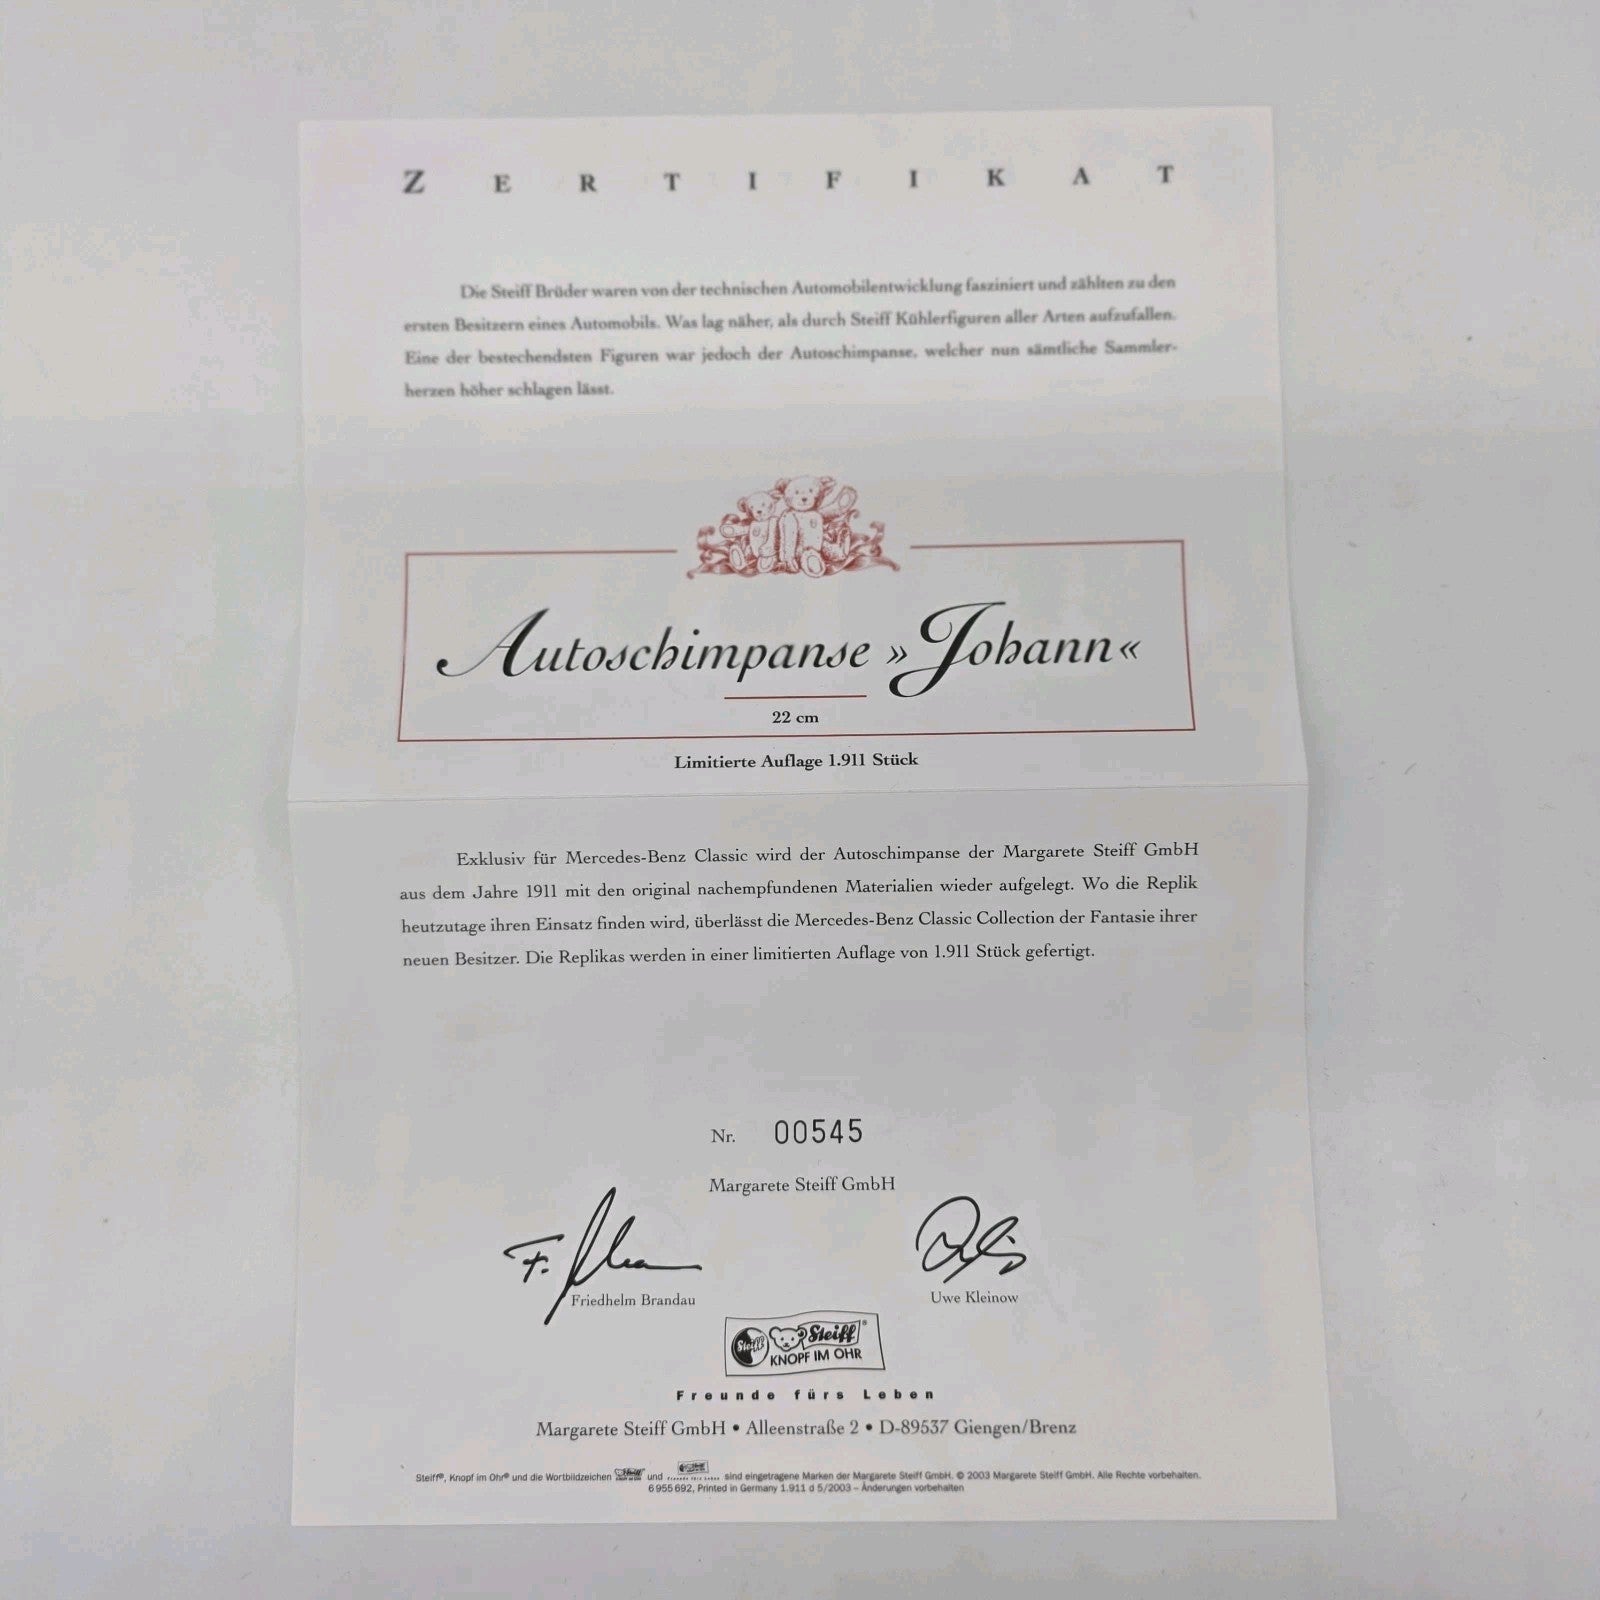 ZERTIFIKAT
Die Steiff Brüder waren von der technischen Automobilentwicklung fasziniert und zählten zu den
ersten Besitzern eines Automobils. Was lag näher, als durch Steiff Kühlerfiguren aller Arten aufzufallen.
Eine der bestechendsten Figuren war jedoch der Autoschimpanse, welcher nun sämtliche Sammler-
herzen höher schlagen lässt.
Autoschimpanse »Johann«
22 cm
Limitierte Auflage 1.911 Stück
Exklusiv für Mercedes-Benz Classic wird der Autoschimpanse der Margarete Steiff GmbH
aus dem Jahre 1911 mit den original nachempfundenen Materialien wieder aufgelegt. Wo die Replik
heutzutage ihren Einsatz finden wird, überlässt die Mercedes-Benz Classic Collection der Fantasie ihrer
neuen Besitzer. Die Replikas werden in einer limitierten Auflage von 1.911 Stück gefertigt.
Nr. 00545
Margarete Steiff GmbH
Friedhelm Brandau Uwe Kleinow
Steiff Steiff®
KNOPF IM OHR
Freunde fürs Leben
Margarete Steiff GmbH • Alleenstraße 2 • D-89537 Giengen/Brenz
Steiff®, Knopf im Ohr® und die Wortbildzeichen und sind eingetragene Marken der Margarete Steiff GmbH. © 2003 Margarete Steiff GmbH. Alle Rechte vorbehalten.
6 955 692, Printed in Germany 1.911 d 5/2003 – Änderungen vorbehalten